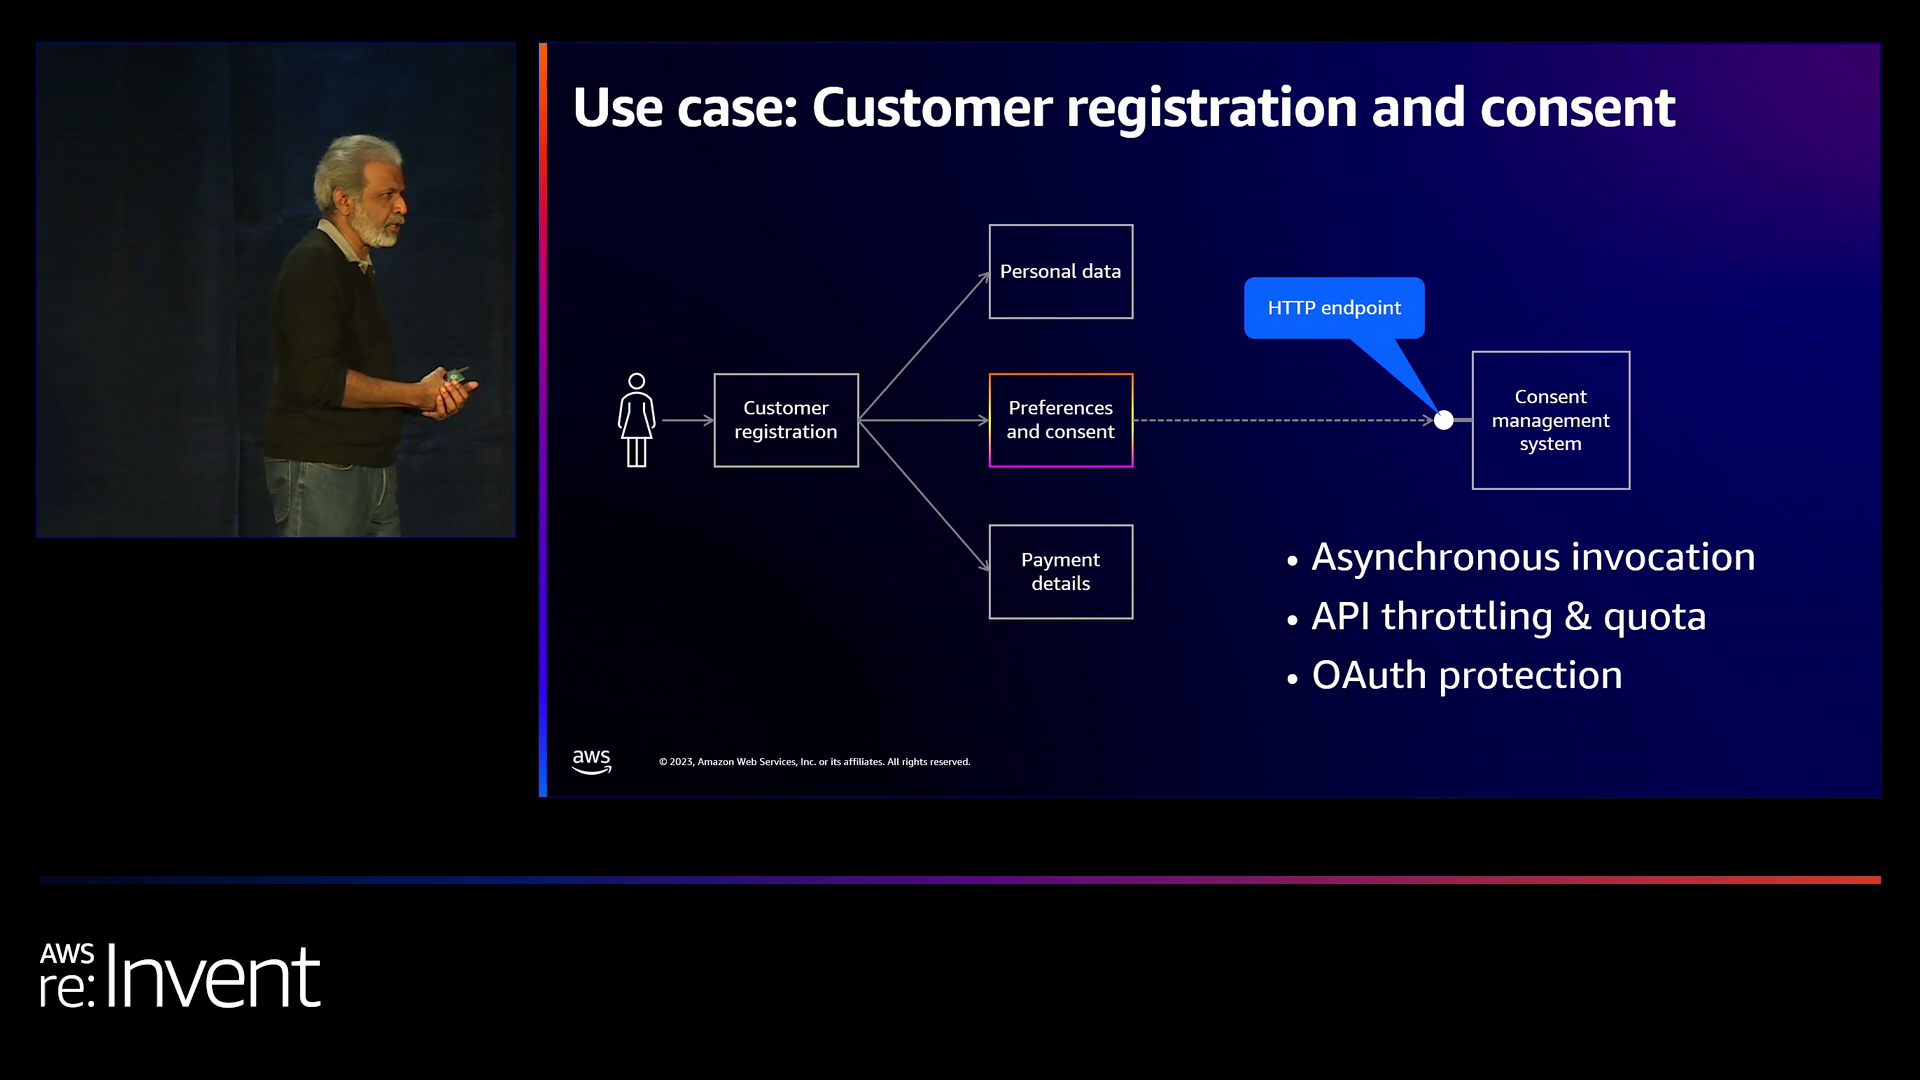 Use case: Customer registration and consent
Personal data
HTTP endpoint
Customer
registration
Preferences
and consent
Consent
management
system
Payment
details
• Asynchronous invocation
• API throttling & quota
• OAuth protection
aws
© 2023, Amazon Web Services, Inc. or its affiliates. All rights reserved.
AWS
re:Invent